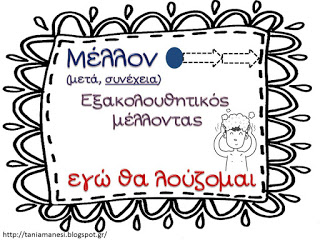 Μέλλον
(μετά, συνέχεια)
Εξακολουθητικός
μέλλοντας
εγώ θα λούζομαι
http://taniamanesi.blogspot.gr/